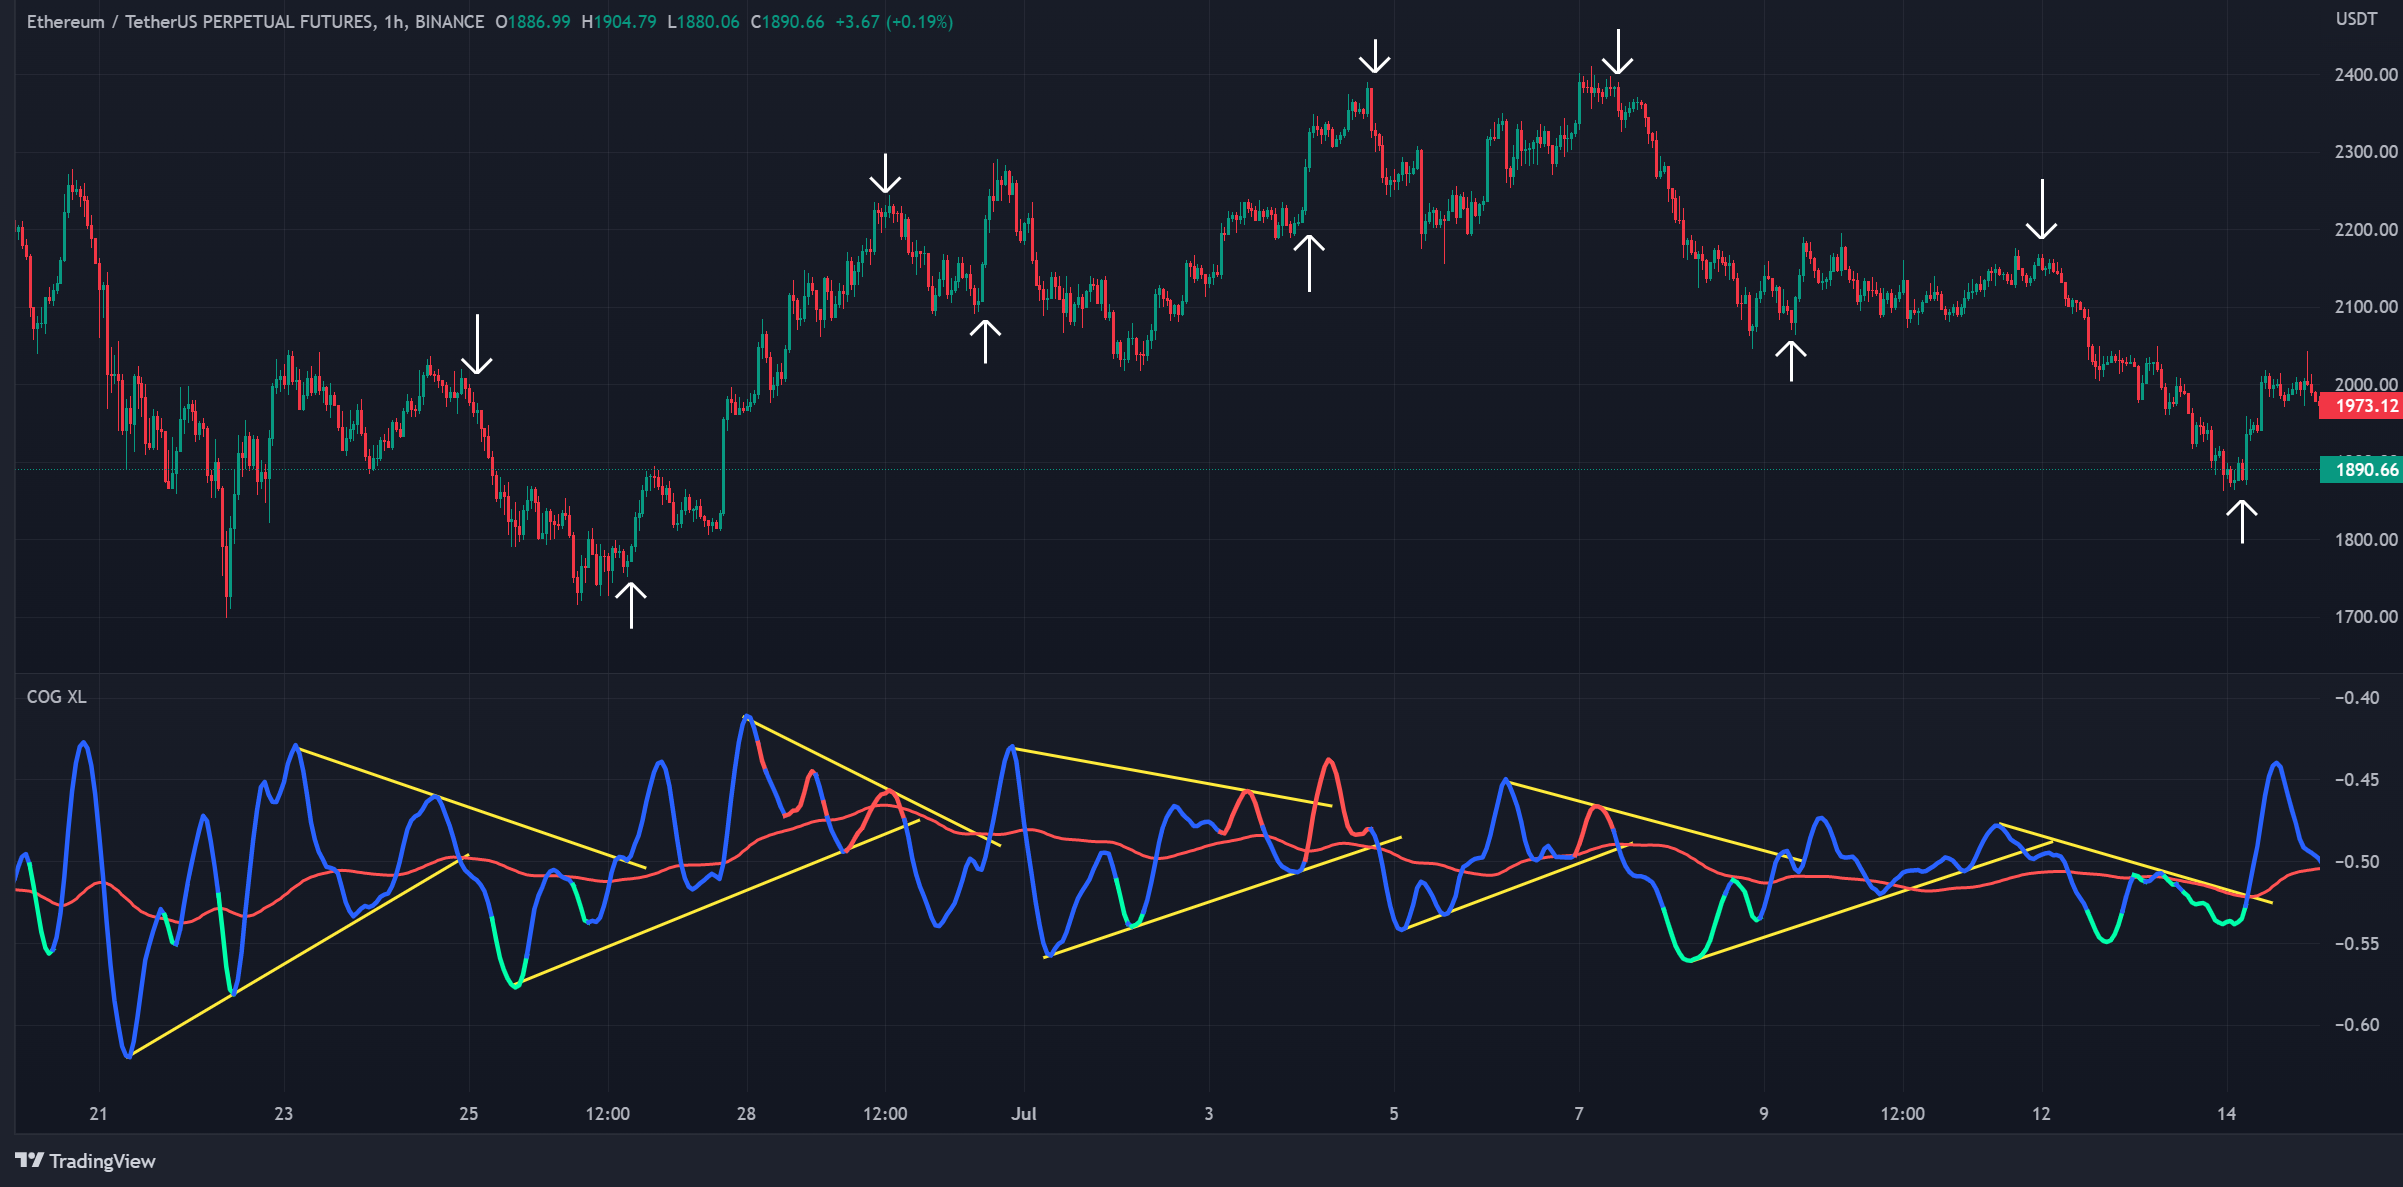 Ethereum / TetherUS PERPETUAL FUTURES, 1h, BINANCE O1886.99 H1904.79 L1880.06 C1890.66 +3.67 (+0.19%)
USDT
2400.00
2300.00
2200.00
2100.00
2000.00
1973.12
1890.66
1800.00
1700.00
COG XL
−0.40
−0.45
−0.50
−0.55
−0.60
21 23 25 12:00 28 12:00 Jul 3 5 7 9 12:00 12 14
TradingView